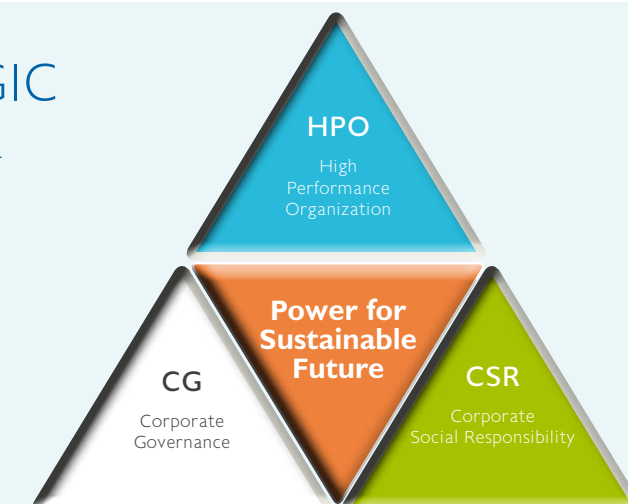 GIC
HPO
High
Performance
Organization
Power for
Sustainable
Future
CG
Corporate
Governance
CSR
Corporate
Social Responsibility